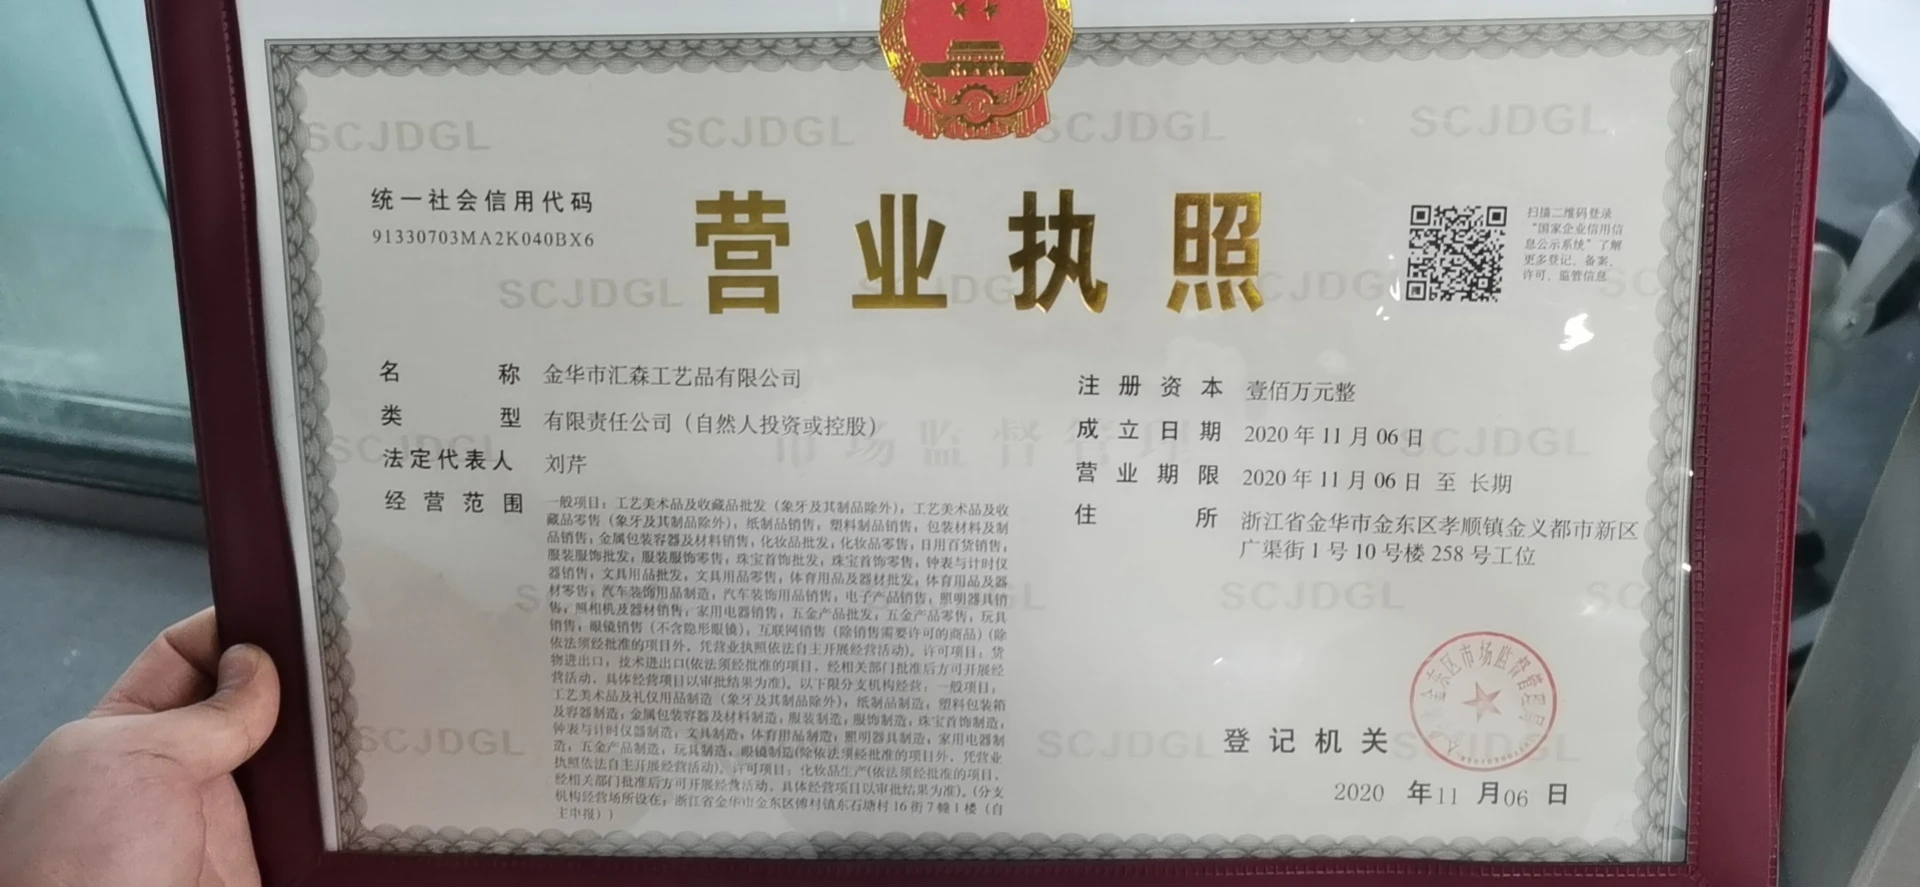 统一社会信用代码
91330703MA2K040BX6
营业执照
扫描二维码登录
“国家企业信用信
息公示系统”了解
更多登记、备案、
许可、监管信息
名称 金华市汇森工艺品有限公司
类型 有限责任公司（自然人投资或控股）
法定代表人 刘芹
经营范围 一般项目：工艺美术品及收藏品批发（象牙及其制品除外），工艺美术品及收
藏品零售（象牙及其制品除外），纸制品销售，塑料制品销售，包装材料及制
品销售，金属包装容器及材料销售，化妆品批发，化妆品零售，日用百货销售，
服装服饰批发，服装服饰零售，珠宝首饰批发，珠宝首饰零售，钟表与计时仪
器销售，文具用品批发，文具用品零售，体育用品及器材批发，体育用品及器
材零售，汽车装饰用品制造，汽车装饰用品销售，电子产品销售，照明器具销
售，照相机及器材销售，家用电器销售，五金产品批发，五金产品零售，玩具
销售，眼镜销售（不含隐形眼镜），互联网销售（除销售需要许可的商品）(除
依法须经批准的项目外，凭营业执照依法自主开展经营活动)。许可项目：货
物进出口，技术进出口(依法须经批准的项目，经相关部门批准后方可开展经
营活动，具体经营项目以审批结果为准)。以下限分支机构经营：一般项目：
工艺美术品及礼仪用品制造（象牙及其制品除外），纸制品制造，塑料包装箱
及容器制造，金属包装容器及材料制造，服装制造，服饰制造，珠宝首饰制造，
钟表与计时仪器制造，文具制造，体育用品制造，照明器具制造，家用电器制
造，五金产品制造，玩具制造，眼镜制造(除依法须经批准的项目外，凭营业
执照依法自主开展经营活动)。许可项目：化妆品生产(依法须经批准的项目，
经相关部门批准后方可开展经营活动，具体经营项目以审批结果为准)。(分支
机构经营场所设在：浙江省金华市金东区傅村镇东石塘村16街7幢1楼（自
主申报）)
注册资本 壹佰万元整
成立日期 2020年11月06日
营业期限 2020年11月06日 至 长期
住所 浙江省金华市金东区孝顺镇金义都市新区
广渠街1号10号楼258号工位
登记机关
金东区市场监督管理局
2020 年11 月06 日
SCJDGL
SCJDGL
SCJDGL
SCJDGL
SCJDGL
市场监督管理
SCJDGL
SCJDGL
SCJDGL
SCJDGL
SCJDGL